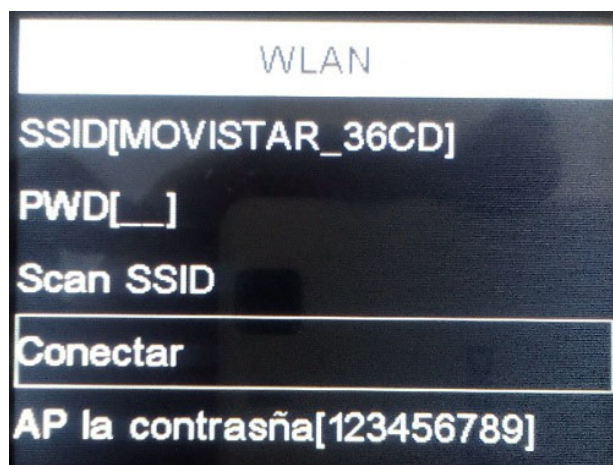 WLAN
SSID[MOVISTAR_36CD]
PWD[__]
Scan SSID
Conectar
AP la contrasña[123456789]